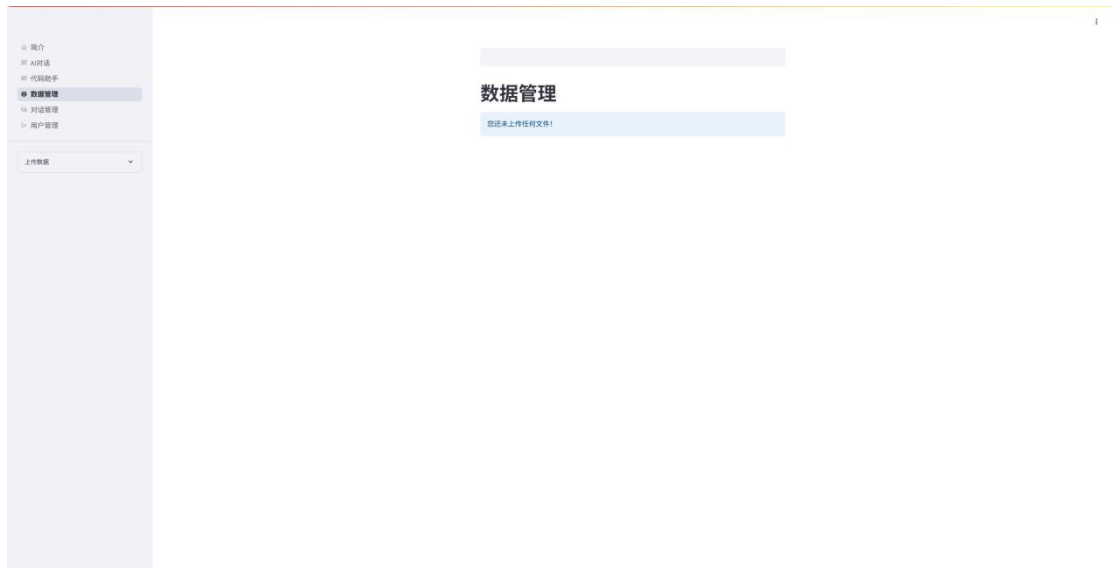 简介
AI对话
代码助手
数据管理
对话管理
用户管理
上传数据
数据管理
您还未上传任何文件！